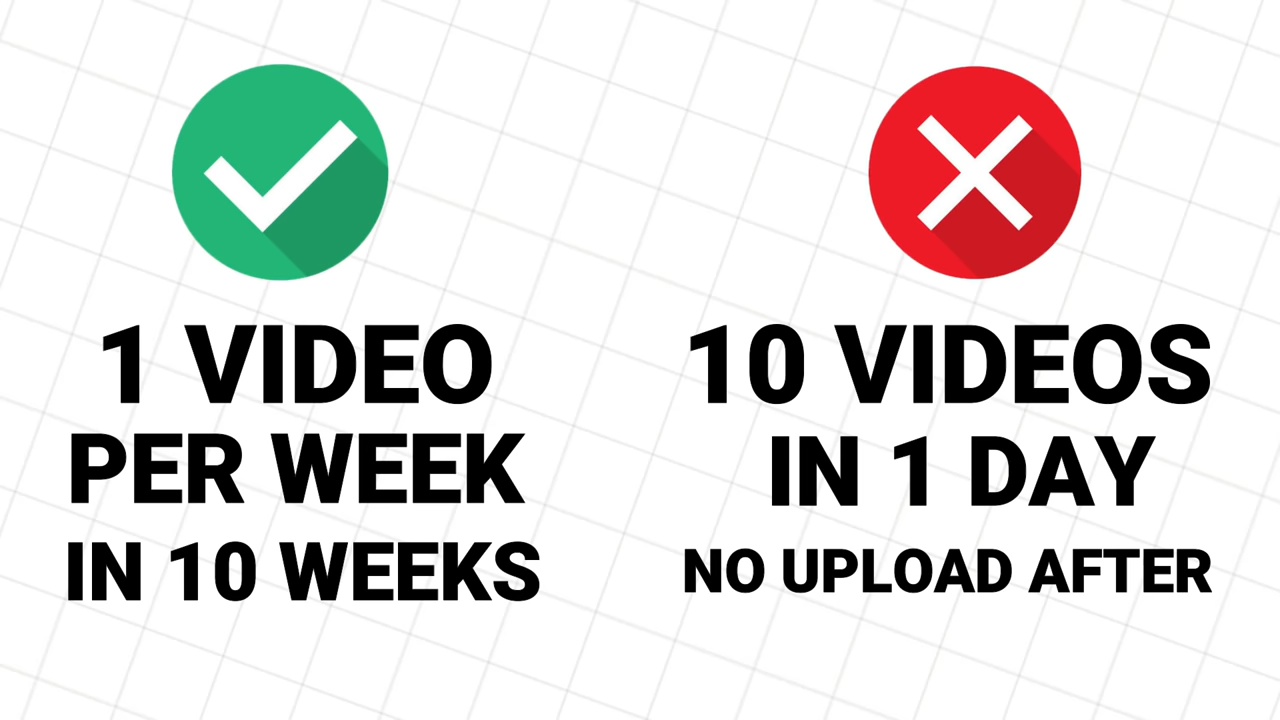 1 VIDEO
PER WEEK
IN 10 WEEKS
10 VIDEOS
IN 1 DAY
NO UPLOAD AFTER